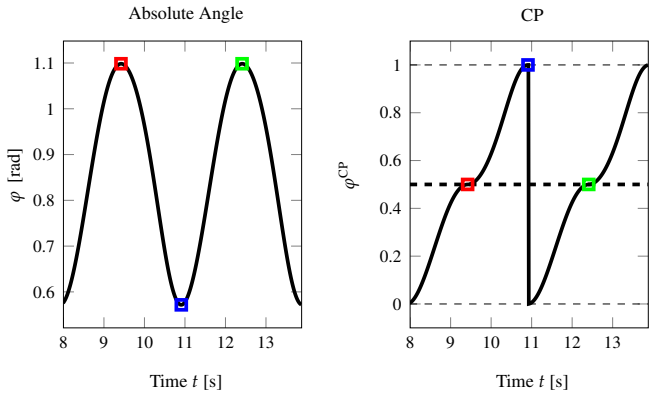 Absolute Angle
CP
1.1
1
0.9
0.8
0.7
0.6
φ [rad]
8 9 10 11 12 13
Time t [s]
1
0.8
0.6
0.4
0.2
0
φ^CP
8 9 10 11 12 13
Time t [s]